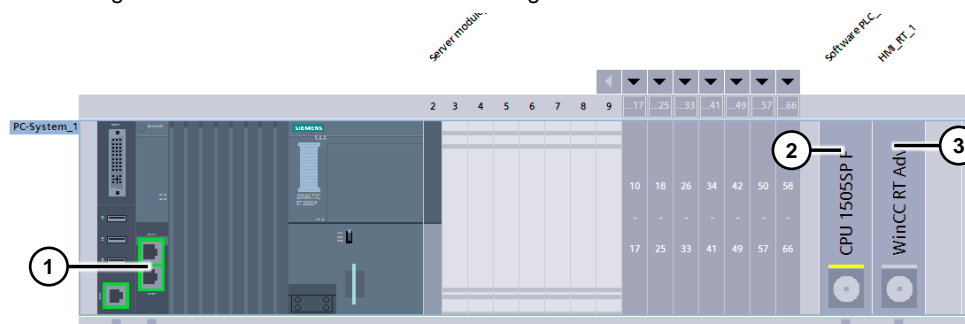 Server module
Software PLC_
HMI_RT_1
2 3 4 5 6 7 8 9 ...17 ...25 ...33 ...41 ...49 ...57 ...66
PC-System_1
SIEMENS
SIMATIC
ET200SP
10 18 26 34 42 50 58
- - - - - - -
17 25 33 41 49 57 66
CPU 1505SP F
WinCC RT Adv
1
2
3